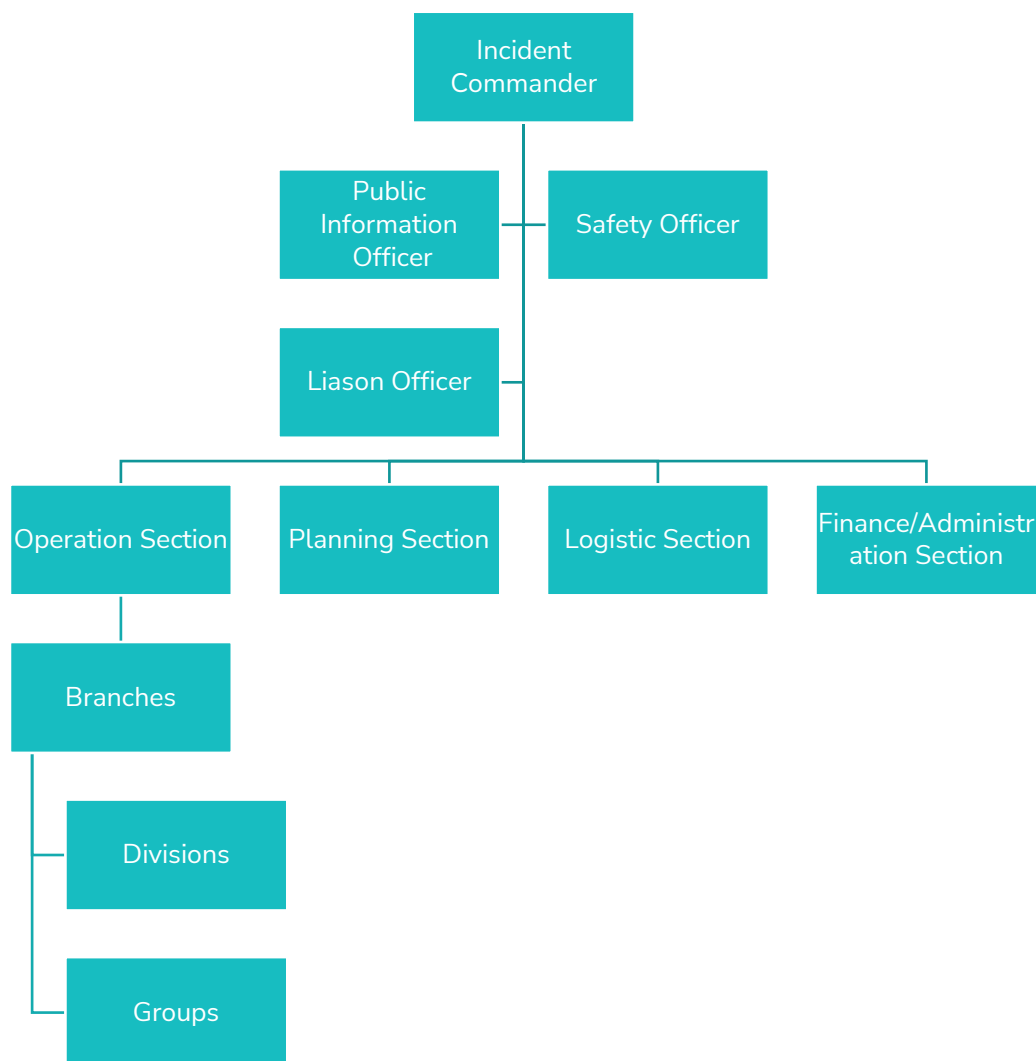 Incident
Commander
Public
Information
Officer
Safety Officer
Liason Officer
Operation Section
Planning Section
Logistic Section
Finance/Administr
ation Section
Branches
Divisions
Groups